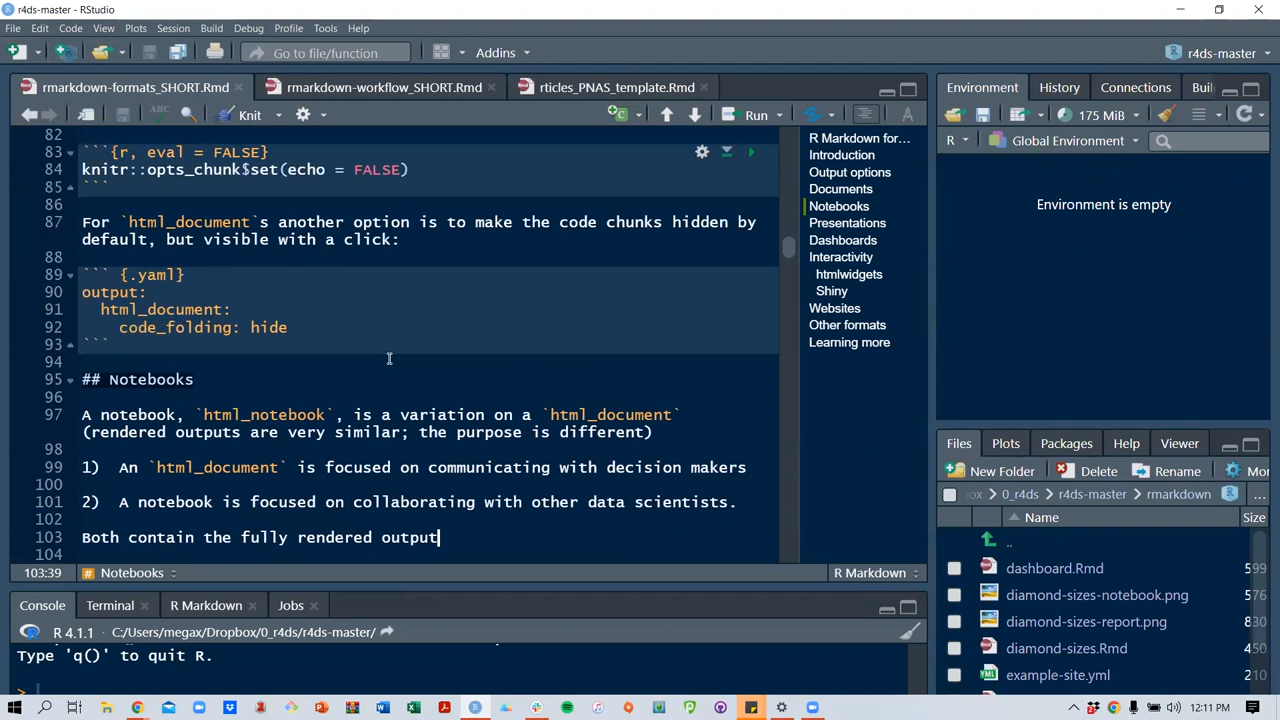 r4ds-master - RStudio
File Edit Code View Plots Session Build Debug Profile Tools Help
Go to file/function Addins r4ds-master
rmarkdown-formats_SHORT.Rmd rmarkdown-workflow_SHORT.Rmd rticles_PNAS_template.Rmd
Knit Run
82
83 ```{r, eval = FALSE}
84 knitr::opts_chunk$set(echo = FALSE)
85 ```
86
87 For `html_document`s another option is to make the code chunks hidden by
default, but visible with a click:
88
89 ``` {.yaml}
90 output:
91 html_document:
92 code_folding: hide
93 ```
94
95 ## Notebooks
96
97 A notebook, `html_notebook`, is a variation on a `html_document`
(rendered outputs are very similar; the purpose is different)
98
99 1) An `html_document` is focused on communicating with decision makers
100
101 2) A notebook is focused on collaborating with other data scientists.
102
103 Both contain the fully rendered output
104
103:39 Notebooks R Markdown
R Markdown for...
Introduction
Output options
Documents
Notebooks
Presentations
Dashboards
Interactivity
htmlwidgets
Shiny
Websites
Other formats
Learning more
Console Terminal R Markdown Jobs
R 4.1.1 C:/Users/megax/Dropbox/0_r4ds/r4ds-master/
Type 'q()' to quit R.
>
Environment History Connections Bui
175 MiB
R Global Environment
Environment is empty
Files Plots Packages Help Viewer
New Folder Delete Rename Mor
ox 0_r4ds r4ds-master rmarkdown ...
Name Size
..
dashboard.Rmd 599
diamond-sizes-notebook.png 576
diamond-sizes-report.png 830
diamond-sizes.Rmd 450
example-site.yml 210
12:11 PM